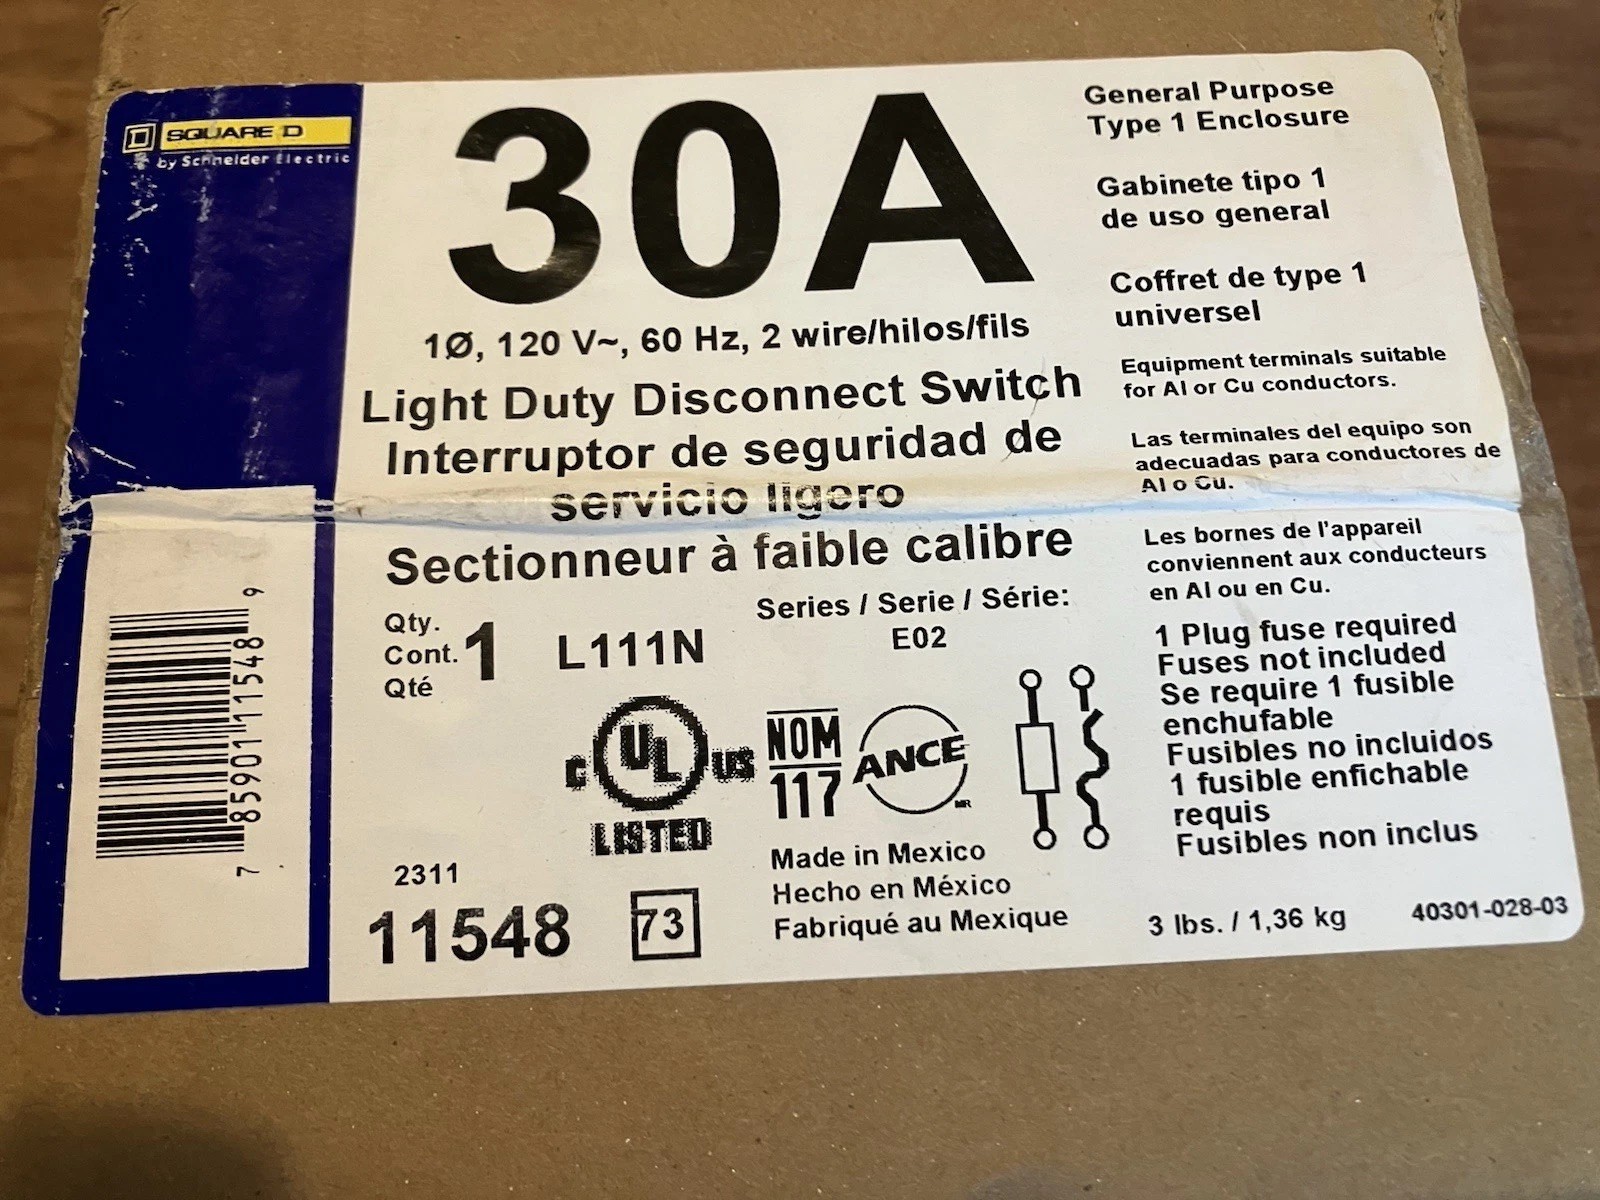 SQUARE D
by Schneider Electric
30A
1Ø, 120 V~, 60 Hz, 2 wire/hilos/fils
Light Duty Disconnect Switch
Interruptor de seguridad de
servicio ligero
Sectionneur à faible calibre
Qty.
Cont.
Qté
1
L111N
Series / Serie / Série:
E02
C UL US
LISTED
NOM
117
ANCE
MR
2311
11548
73
Made in Mexico
Hecho en México
Fabriqué au Mexique
General Purpose
Type 1 Enclosure
Gabinete tipo 1
de uso general
Coffret de type 1
universel
Equipment terminals suitable
for Al or Cu conductors.
Las terminales del equipo son
adecuadas para conductores de
Al o Cu.
Les bornes de l'appareil
conviennent aux conducteurs
en Al ou en Cu.
1 Plug fuse required
Fuses not included
Se require 1 fusible
enchufable
Fusibles no incluidos
1 fusible enfichable
requis
Fusibles non inclus
3 lbs. / 1,36 kg
40301-028-03
7 85901 11548 9